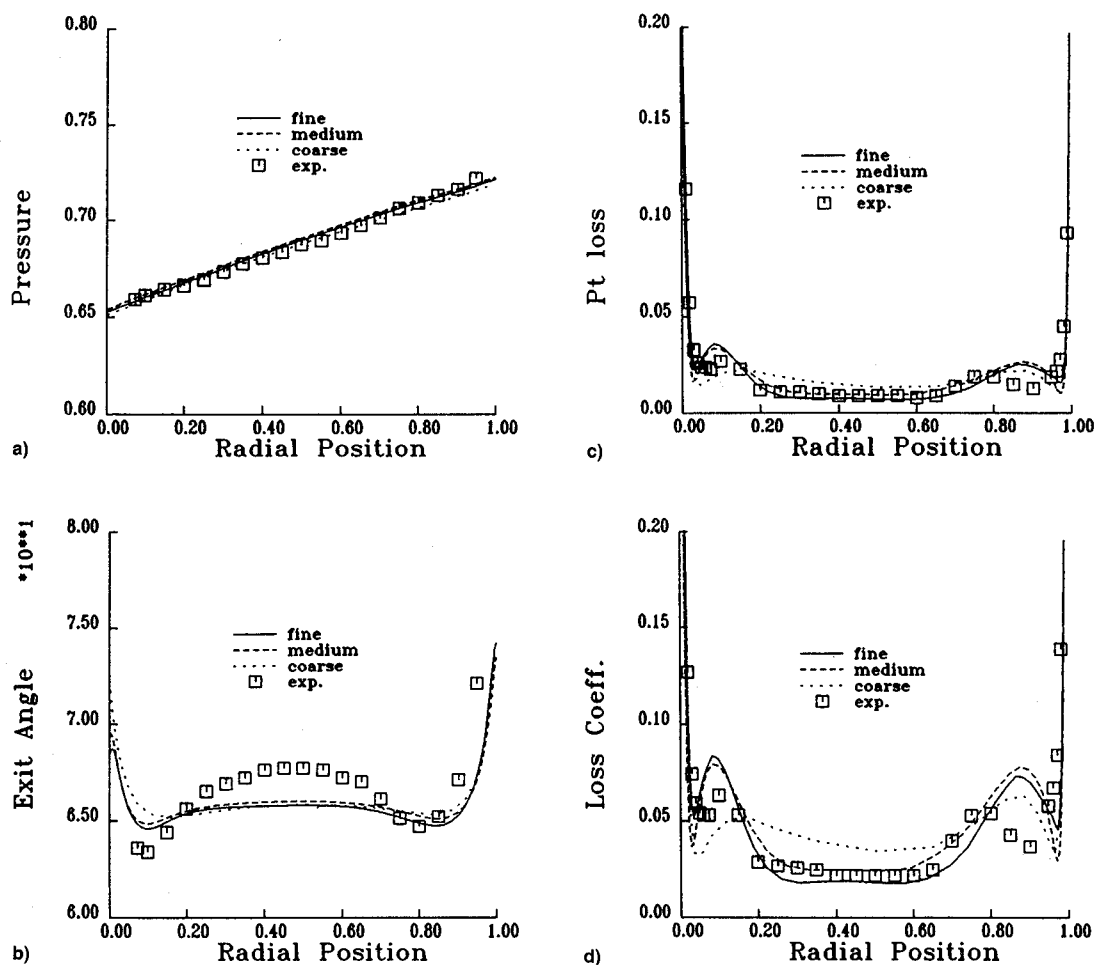 0.80
0.75
0.70
0.65
0.60
Pressure
fine
medium
coarse
exp.
0.00 0.20 0.40 0.60 0.80 1.00
Radial Position
a)
0.20
0.15
0.10
0.05
0.00
Pt loss
fine
medium
coarse
exp.
0.00 0.20 0.40 0.60 0.80 1.00
Radial Position
c)
8.00
7.50
7.00
6.50
6.00
Exit Angle *10**1
fine
medium
coarse
exp.
0.00 0.20 0.40 0.60 0.80 1.00
Radial Position
b)
0.20
0.15
0.10
0.05
0.00
Loss Coeff.
fine
medium
coarse
exp.
0.00 0.20 0.40 0.60 0.80 1.00
Radial Position
d)